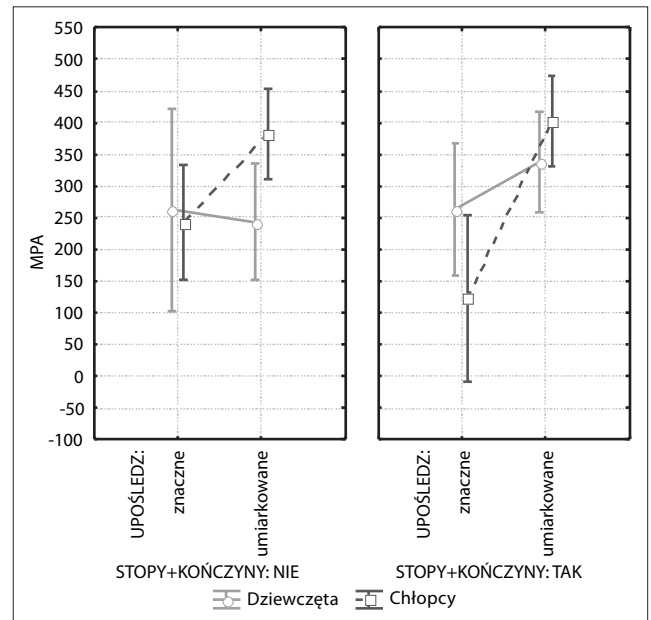 550
500
450
400
350
300
250
200
150
100
50
0
-50
-100
MPA
UPOŚLEDZ:
znaczne
umiarkowane
UPOŚLEDZ:
znaczne
umiarkowane
STOPY+KOŃCZYNY: NIE
STOPY+KOŃCZYNY: TAK
Dziewczęta Chłopcy